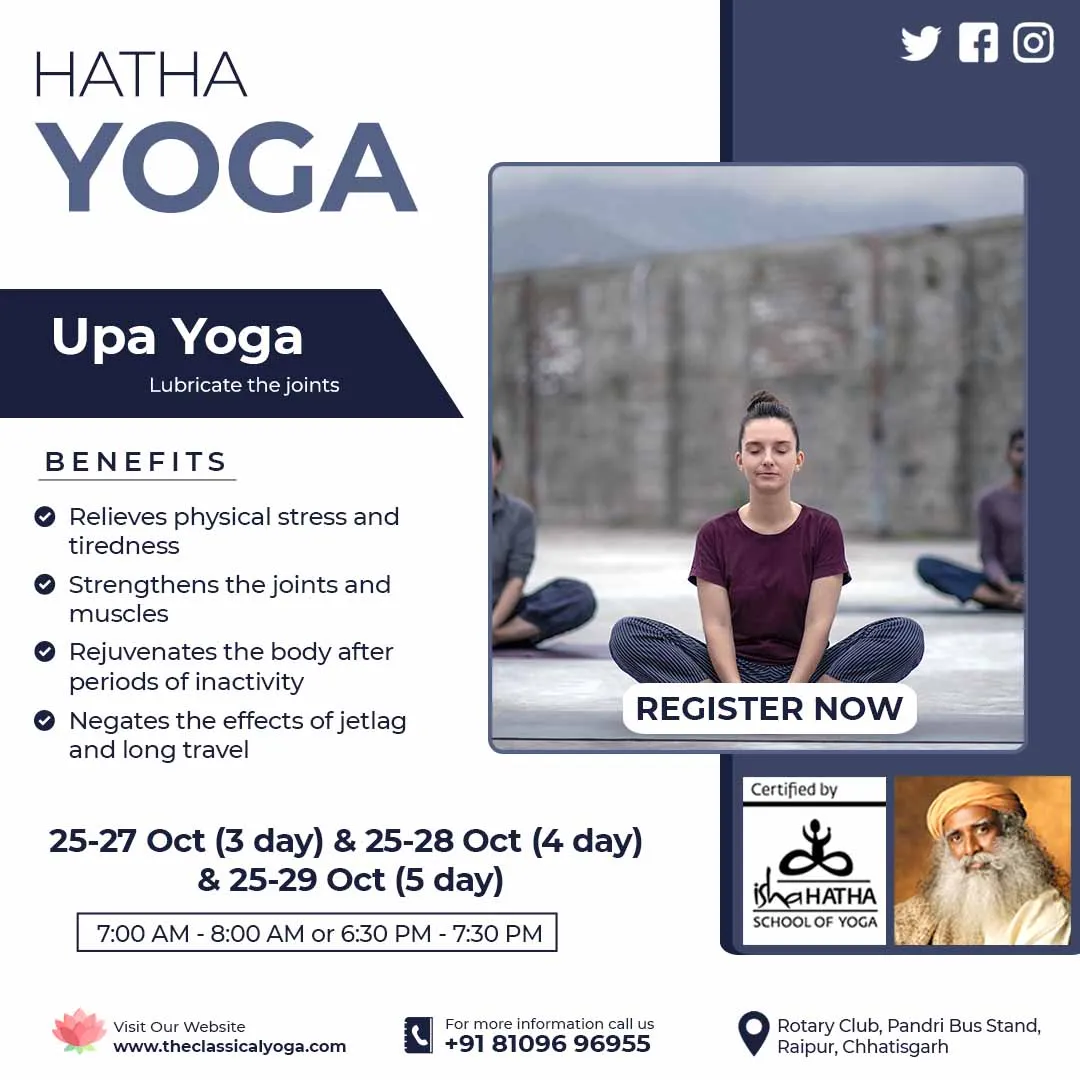 HATHA
YOGA
Upa Yoga
Lubricate the joints
BENEFITS
Relieves physical stress and
tiredness
Strengthens the joints and
muscles
Rejuvenates the body after
periods of inactivity
Negates the effects of jetlag
and long travel
REGISTER NOW
25-27 Oct (3 day) & 25-28 Oct (4 day)
& 25-29 Oct (5 day)
7:00 AM - 8:00 AM or 6:30 PM - 7:30 PM
Certified by
isha HATHA
SCHOOL OF YOGA
Visit Our Website
www.theclassicalyoga.com
For more information call us
+91 81096 96955
Rotary Club, Pandri Bus Stand,
Raipur, Chhatisgarh